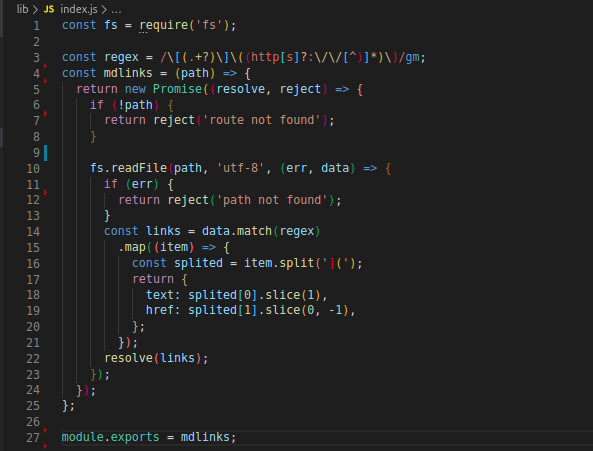 lib > JS index.js > ...
1 const fs = require('fs');
2
3 const regex = /\[(.+?)\]\((http[s]?:\/\/[^)]*)\)/gm;
4 const mdlinks = (path) => {
5   return new Promise((resolve, reject) => {
6     if (!path) {
7       return reject('route not found');
8     }
9
10     fs.readFile(path, 'utf-8', (err, data) => {
11       if (err) {
12         return reject('path not found');
13       }
14       const links = data.match(regex)
15         .map((item) => {
16           const splited = item.split('](');
17           return {
18             text: splited[0].slice(1),
19             href: splited[1].slice(0, -1),
20           };
21         });
22       resolve(links);
23     });
24   });
25 };
26
27 module.exports = mdlinks;